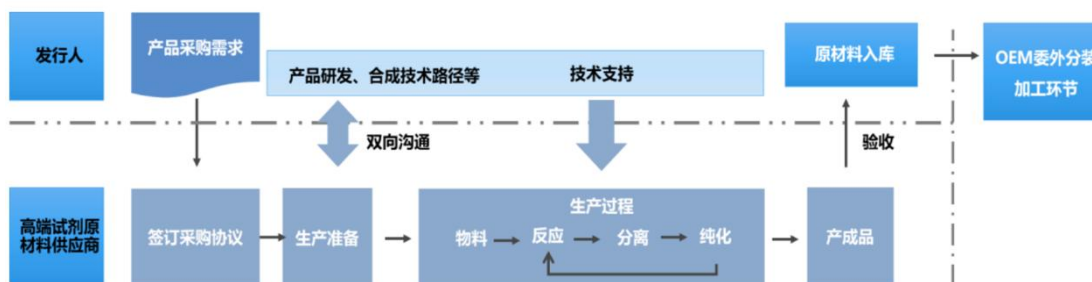 发行人
产品采购需求
产品研发、合成技术路径等
技术支持
原材料入库
OEM委外分装
加工环节
双向沟通
验收
高端试剂原
材料供应商
签订采购协议
生产准备
生产过程
物料
反应
分离
纯化
产成品